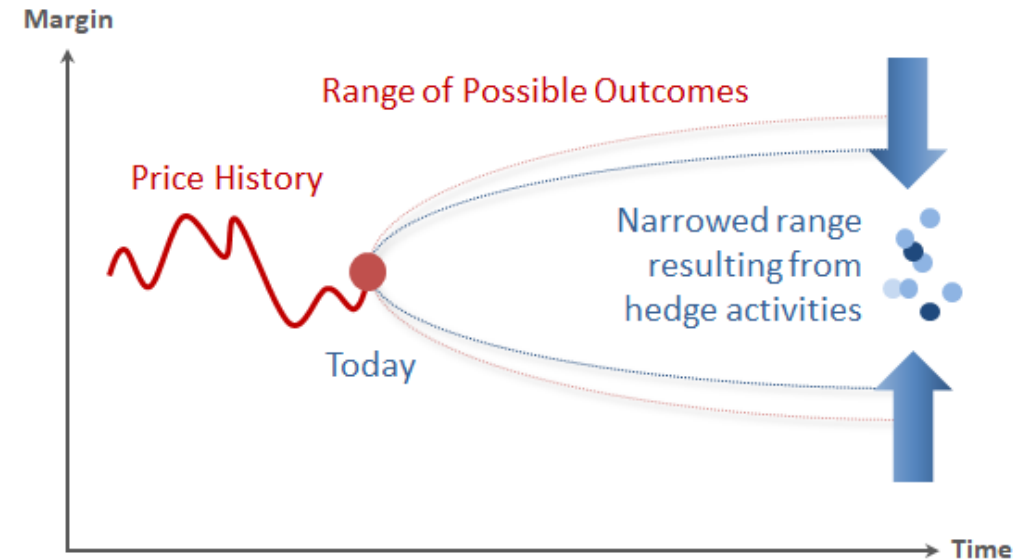 Margin
Range of Possible Outcomes
Price History
Narrowed range
resulting from
hedge activities
Today
Time